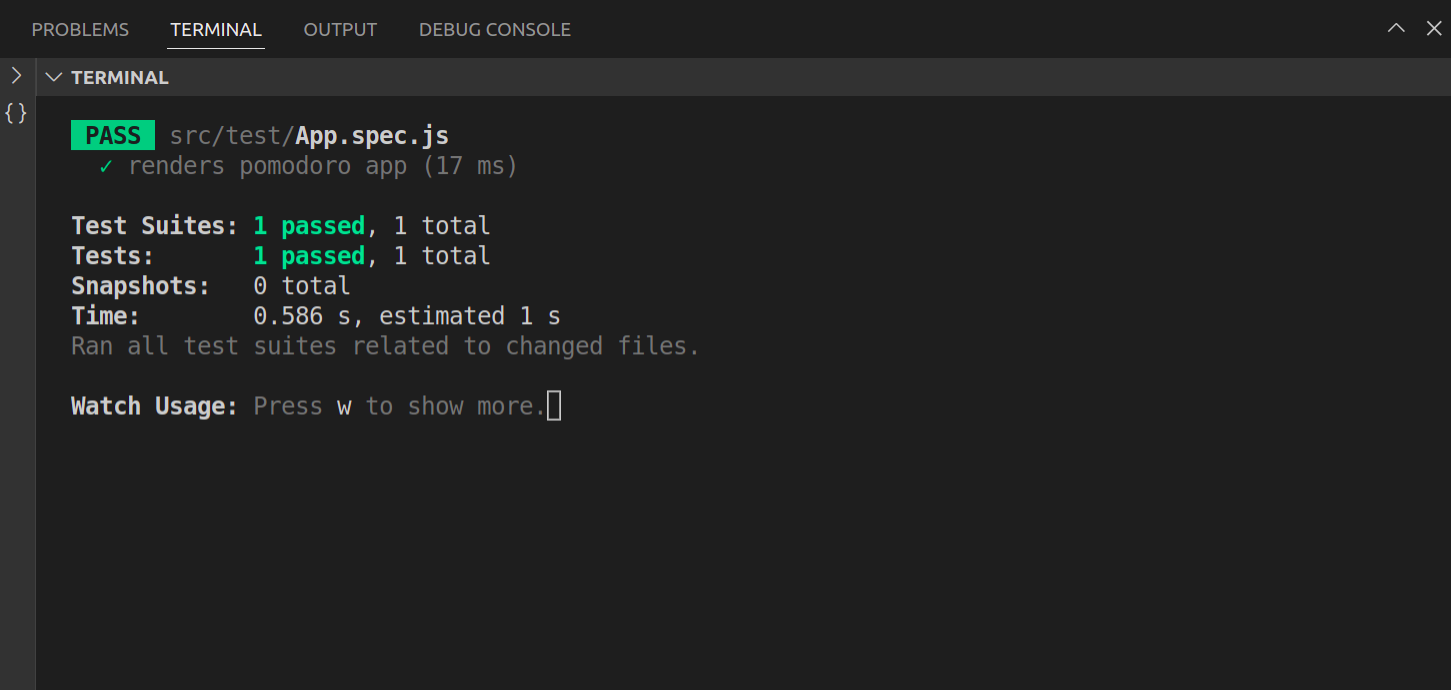 PROBLEMS TERMINAL OUTPUT DEBUG CONSOLE
TERMINAL
{}
PASS src/test/App.spec.js
✓ renders pomodoro app (17 ms)
Test Suites: 1 passed, 1 total
Tests: 1 passed, 1 total
Snapshots: 0 total
Time: 0.586 s, estimated 1 s
Ran all test suites related to changed files.
Watch Usage: Press w to show more.